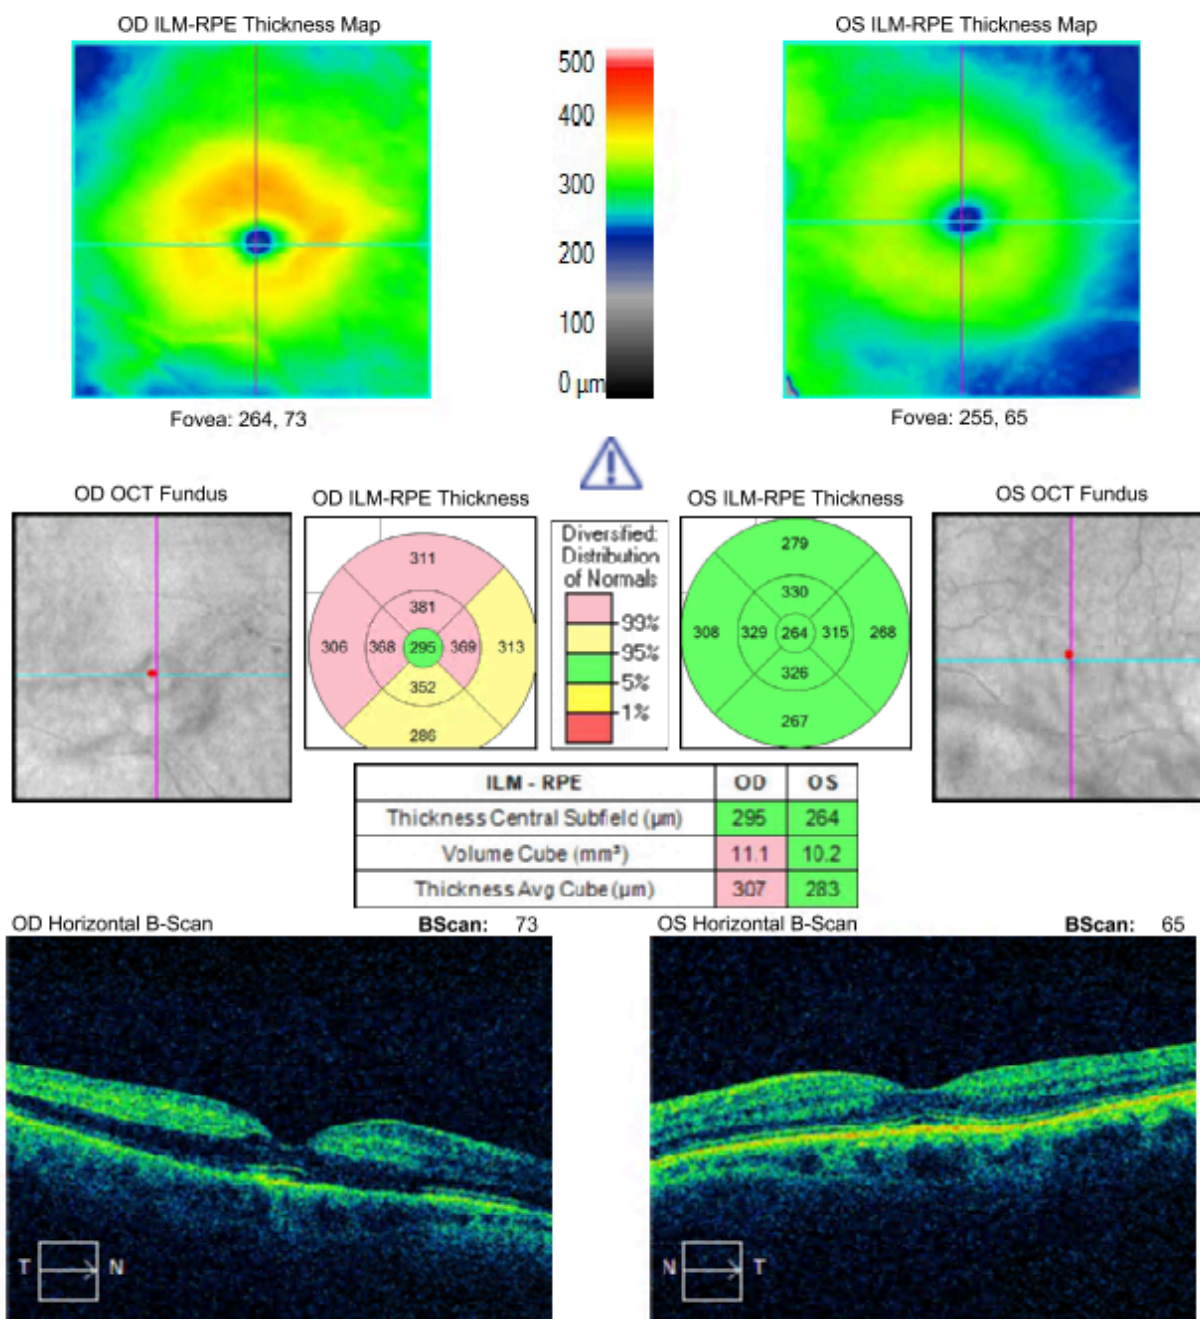 OD ILM-RPE Thickness Map
OS ILM-RPE Thickness Map
500
400
300
200
100
0 µm
Fovea: 264, 73
Fovea: 255, 65
OD OCT Fundus
OD ILM-RPE Thickness
OS ILM-RPE Thickness
OS OCT Fundus
311
381
306 368 295 369 313
352
286
Diversified:
Distribution
of Normals
99%
95%
5%
1%
279
330
308 329 264 315 268
326
267
ILM - RPE OD OS
Thickness Central Subfield (µm) 295 264
Volume Cube (mm³) 11.1 10.2
Thickness Avg Cube (µm) 307 283
OD Horizontal B-Scan BScan: 73
OS Horizontal B-Scan BScan: 65
T N
N T